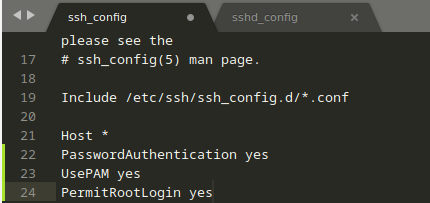 ssh_config
sshd_config
please see the
17 # ssh_config(5) man page.
18
19 Include /etc/ssh/ssh_config.d/*.conf
20
21 Host *
22 PasswordAuthentication yes
23 UsePAM yes
24 PermitRootLogin yes